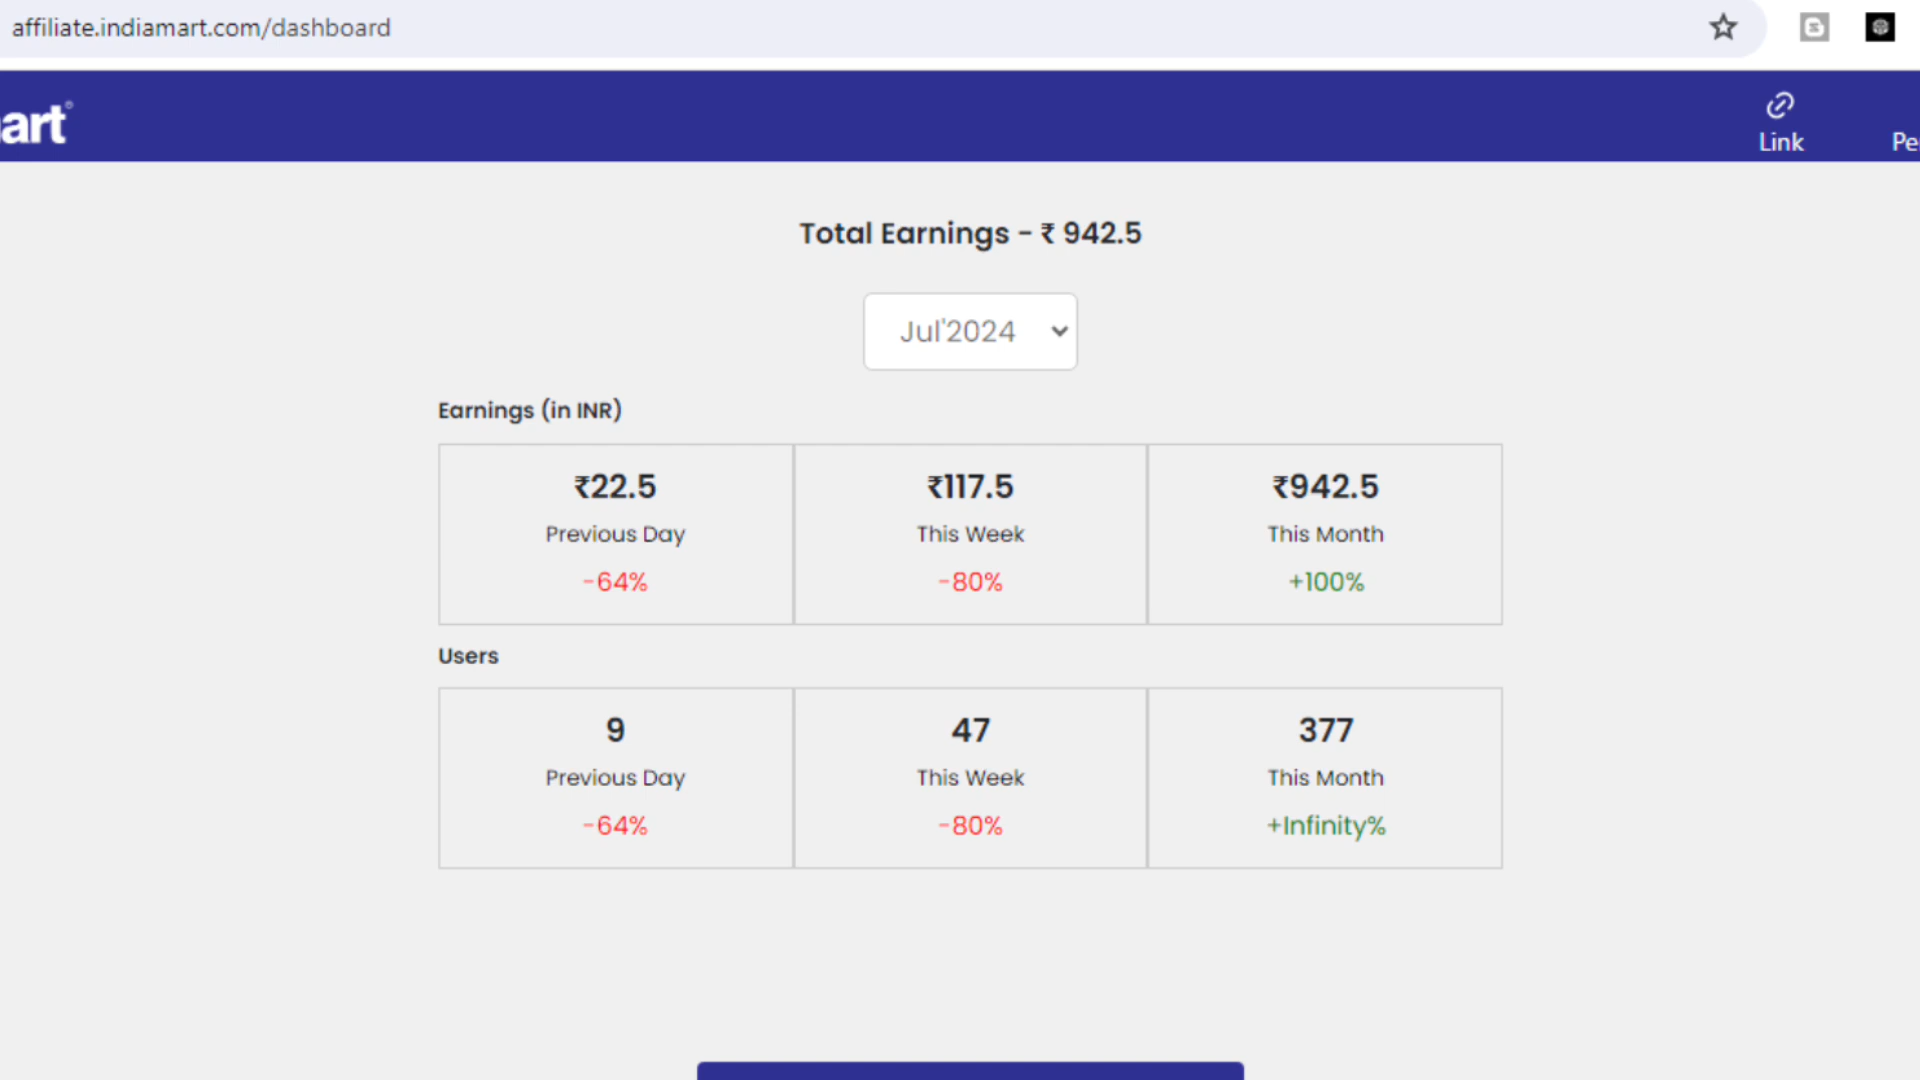 affiliate.indiamart.com/dashboard
art®
Link
Pe
Total Earnings - ₹ 942.5
Jul'2024
Earnings (in INR)
₹22.5 ₹117.5 ₹942.5
Previous Day This Week This Month
-64% -80% +100%
Users
9 47 377
Previous Day This Week This Month
-64% -80% +Infinity%